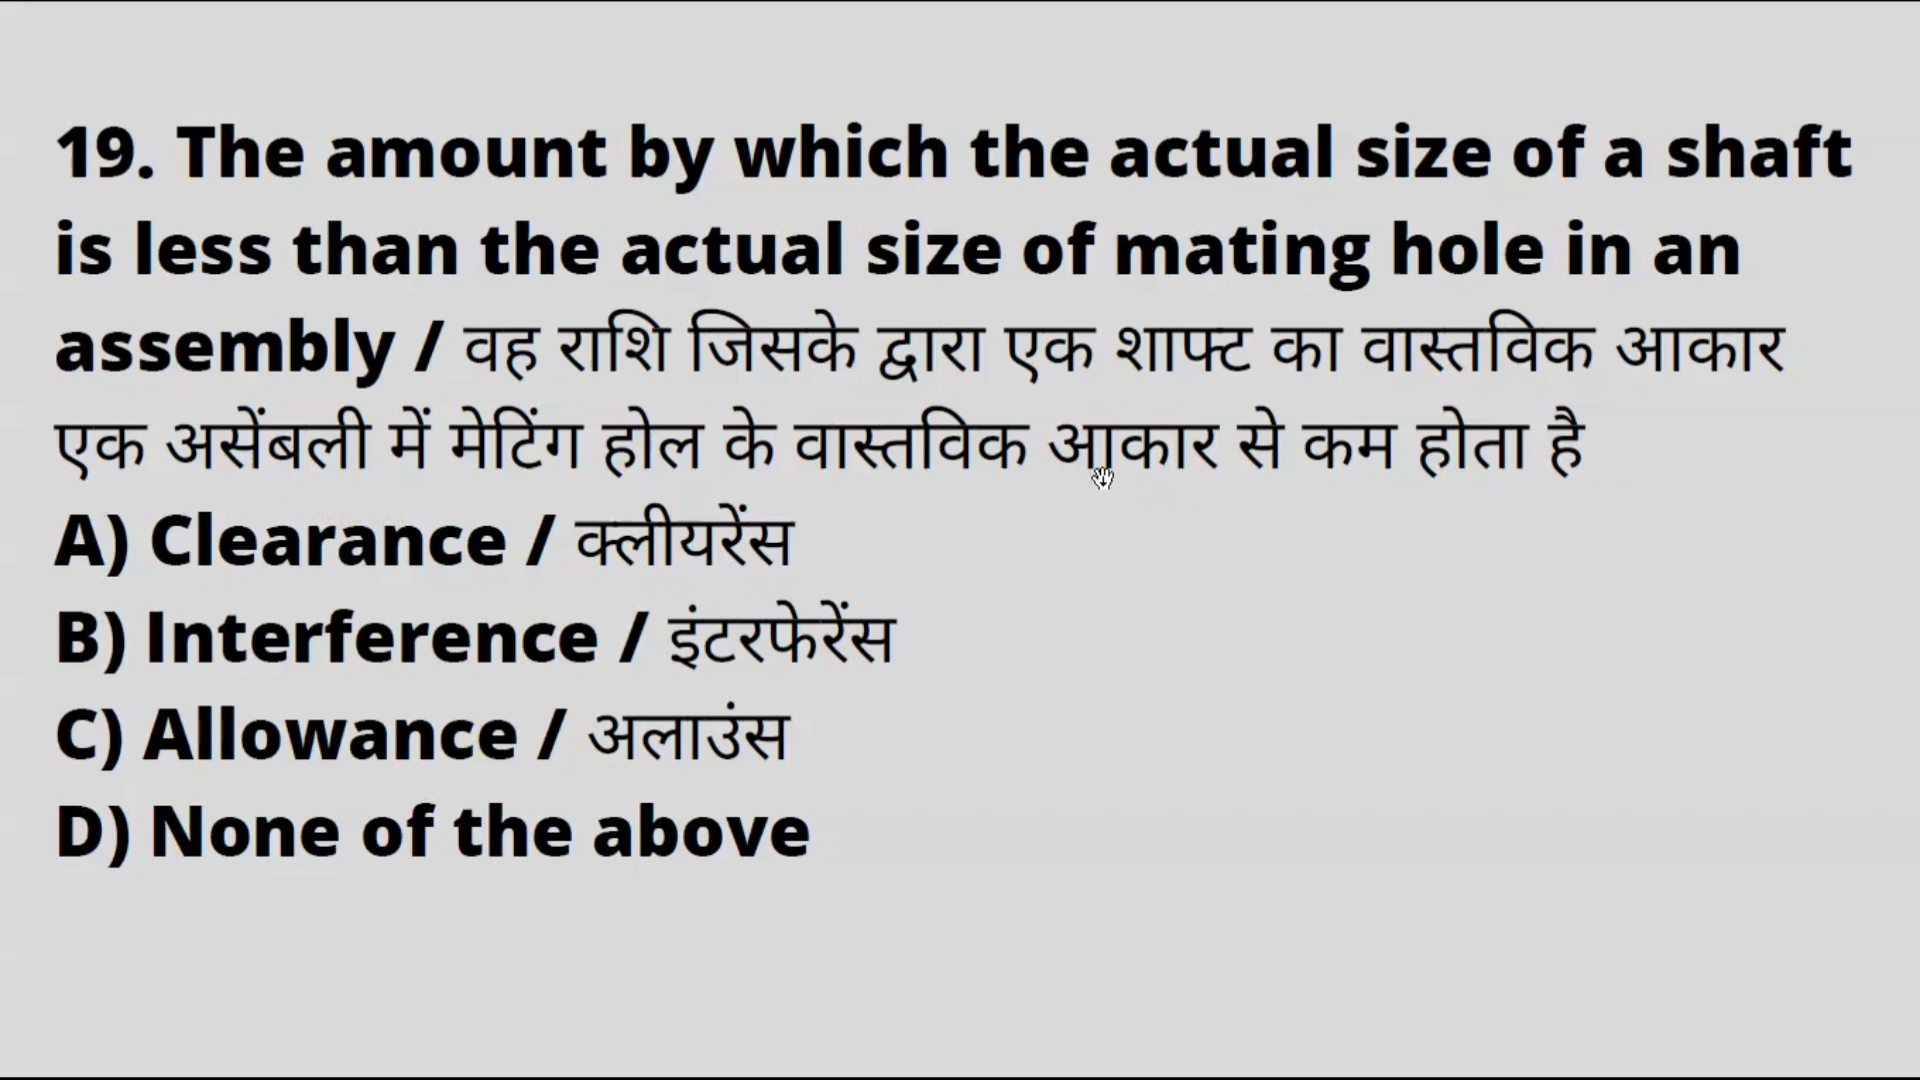 19. The amount by which the actual size of a shaft
is less than the actual size of mating hole in an
assembly / वह राशि जिसके द्वारा एक शाफ्ट का वास्तविक आकार
एक असेंबली में मेटिंग होल के वास्तविक आकार से कम होता है
A) Clearance / क्लीयरेंस
B) Interference / इंटरफेरेंस
C) Allowance / अलाउंस
D) None of the above